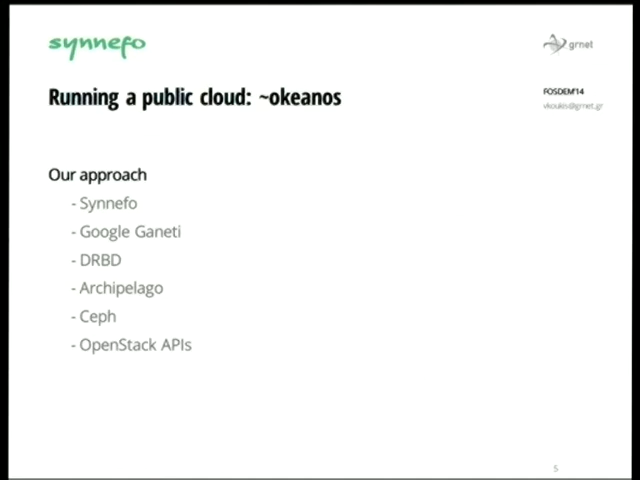 synnefo
grnet
Running a public cloud: ~okeanos
FOSDEM'14
vkoukis@grnet.gr
Our approach
- Synnefo
- Google Ganeti
- DRBD
- Archipelago
- Ceph
- OpenStack APIs
5